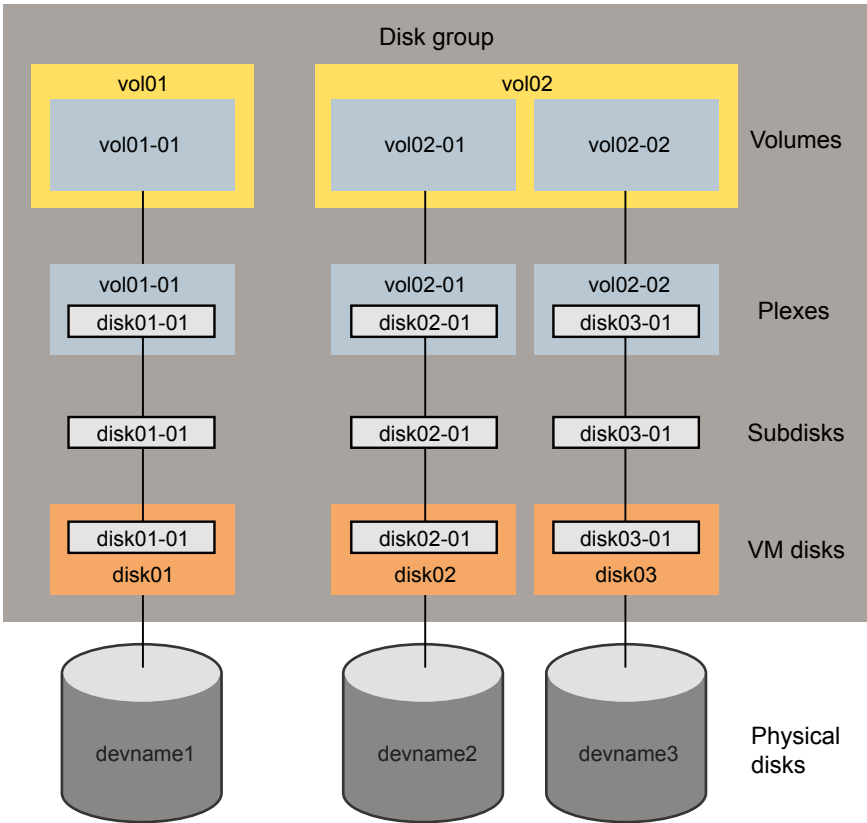 Disk group
vol01
vol02
vol01-01
vol02-01
vol02-02
Volumes
vol01-01
vol02-01
vol02-02
disk01-01
disk02-01
disk03-01
Plexes
disk01-01
disk02-01
disk03-01
Subdisks
disk01-01
disk02-01
disk03-01
VM disks
disk01
disk02
disk03
devname1
devname2
devname3
Physical
disks